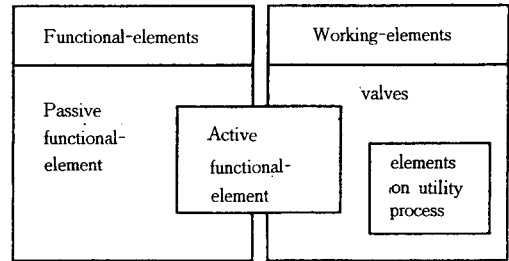 Functional-elements
Working-elements
Passive
functional-
element
Active
functional-
element
valves
elements
on utility
process